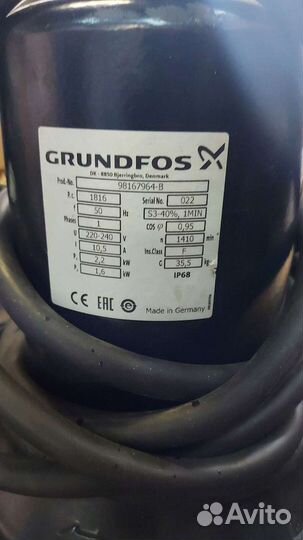 GRUNDFOS
DK - 8850 Bjerringbro, Denmark
Prod.-No. 98167964-B
P.c. 1816 Serial No. 022
f 50 Hz S3-40%, 1MIN
Phases COS φ 0,95
U 220-240 V n 1410 min
I 10,5 A Ins.Class F
P₁ 2,2 kW G 35,5 kg
P₂ 1,6 kW IP68
CE EAC Made in Germany
Avito